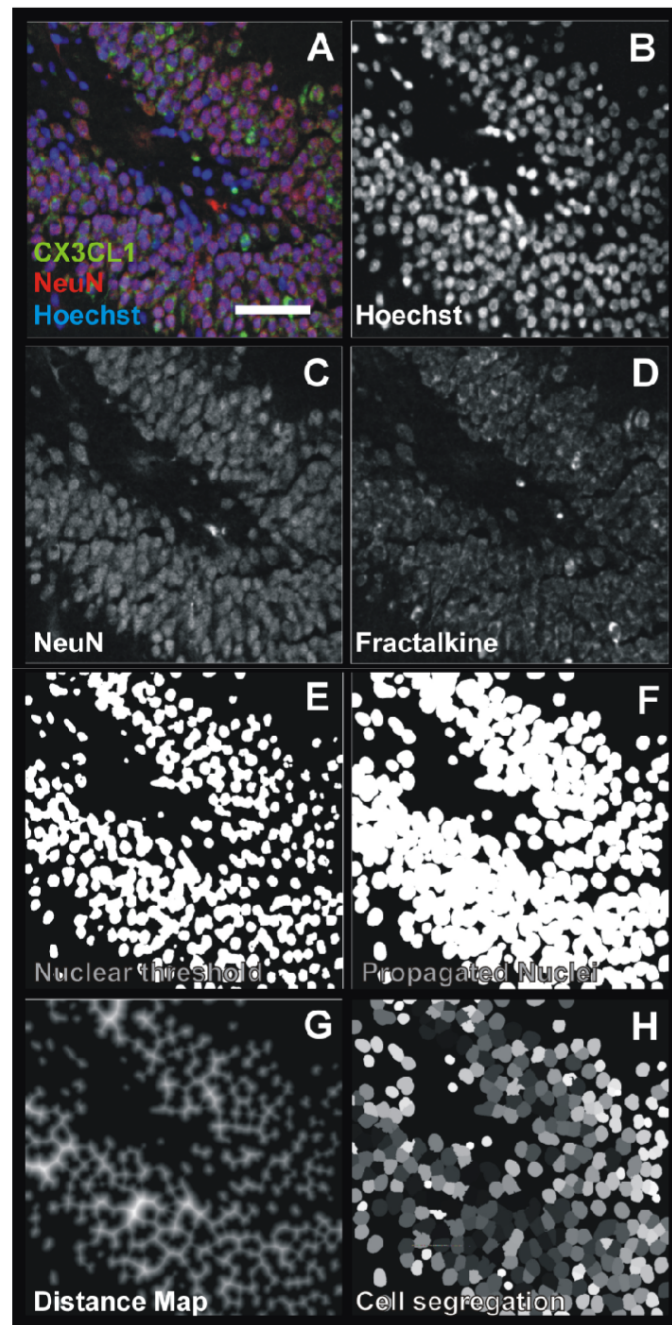 A
CX3CL1
NeuN
Hoechst
B
Hoechst
C
NeuN
D
Fractalkine
E
Nuclear threshold
F
Propagated Nuclei
G
Distance Map
H
Cell segregation